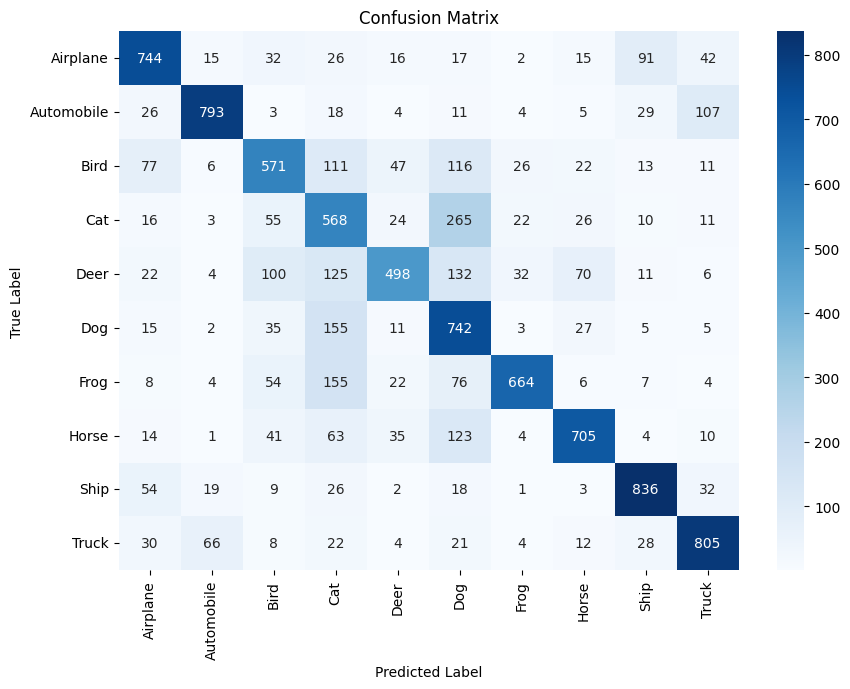 Confusion Matrix
True Label
Airplane 744 15 32 26 16 17 2 15 91 42
Automobile 26 793 3 18 4 11 4 5 29 107
Bird 77 6 571 111 47 116 26 22 13 11
Cat 16 3 55 568 24 265 22 26 10 11
Deer 22 4 100 125 498 132 32 70 11 6
Dog 15 2 35 155 11 742 3 27 5 5
Frog 8 4 54 155 22 76 664 6 7 4
Horse 14 1 41 63 35 123 4 705 4 10
Ship 54 19 9 26 2 18 1 3 836 32
Truck 30 66 8 22 4 21 4 12 28 805
Airplane Automobile Bird Cat Deer Dog Frog Horse Ship Truck
Predicted Label
800
700
600
500
400
300
200
100